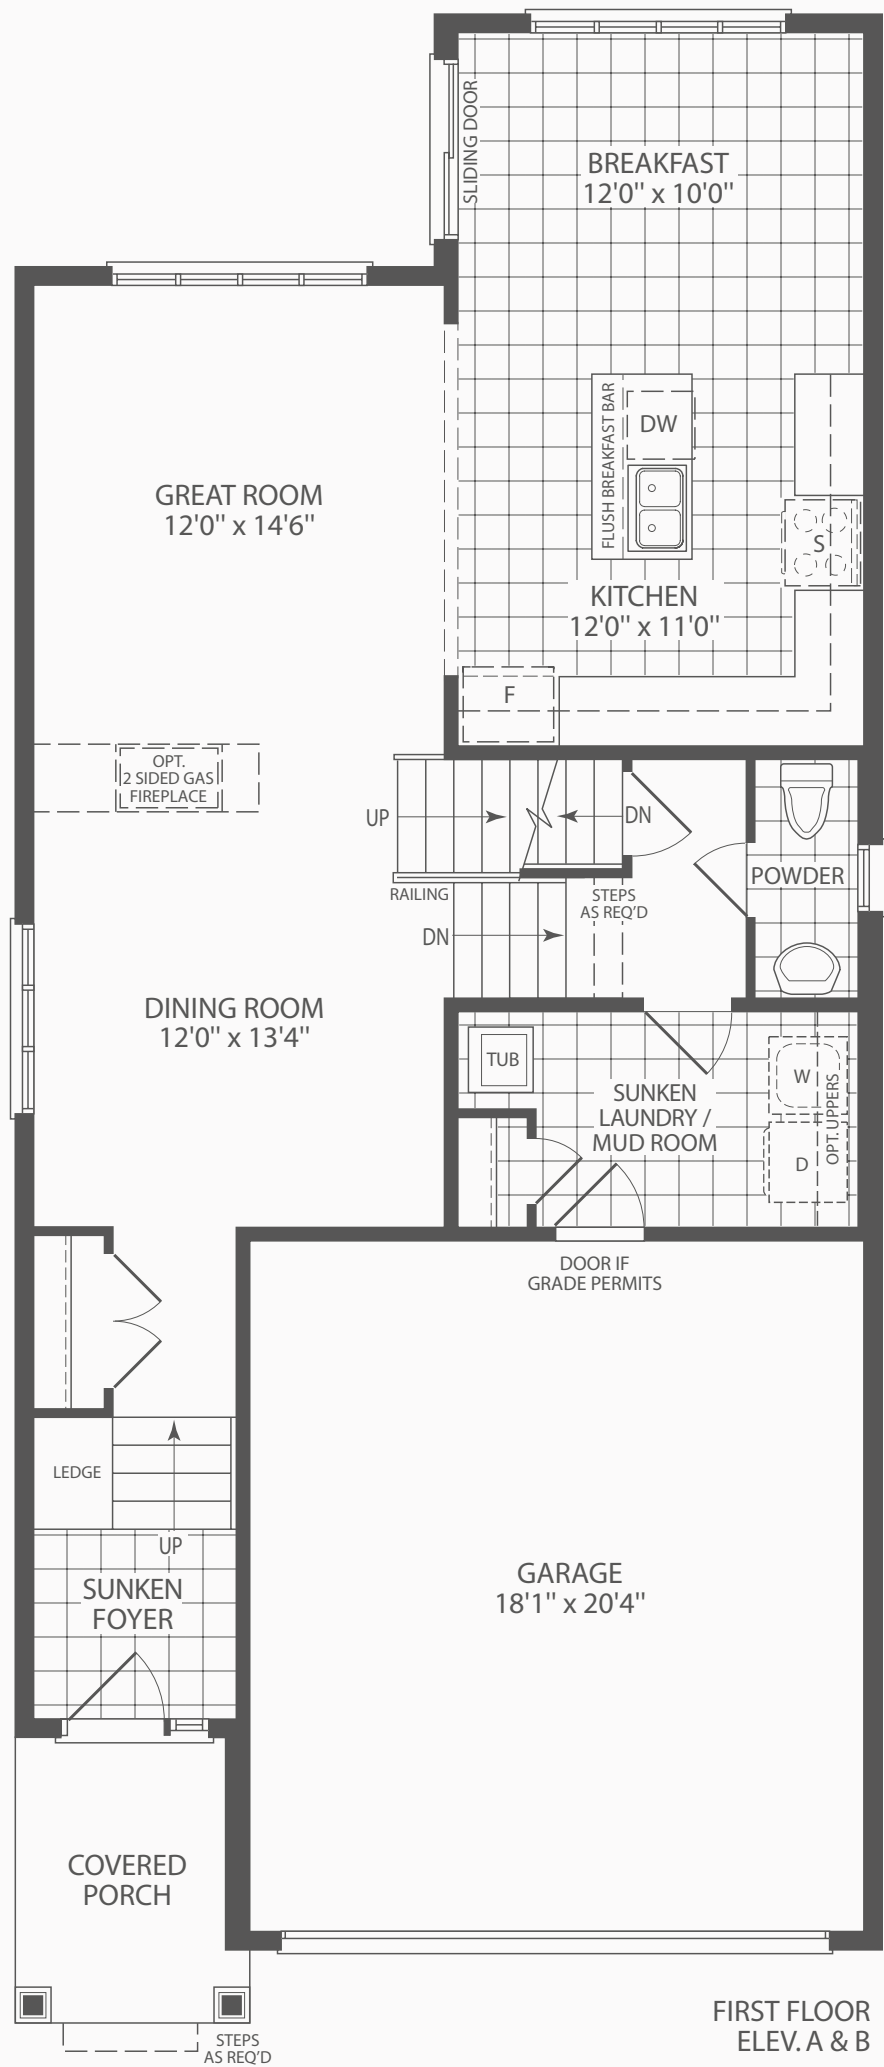 SLIDING DOOR
BREAKFAST
12'0" x 10'0"
GREAT ROOM
12'0" x 14'6"
FLUSH BREAKFAST BAR
DW
S
KITCHEN
12'0" x 11'0"
F
OPT.
2 SIDED GAS
FIREPLACE
UP
DN
RAILING
STEPS
AS REQ'D
POWDER
DN
DINING ROOM
12'0" x 13'4"
TUB
SUNKEN
LAUNDRY /
MUD ROOM
W
D
OPT. UPPERS
DOOR IF
GRADE PERMITS
LEDGE
UP
SUNKEN
FOYER
GARAGE
18'1" x 20'4"
COVERED
PORCH
STEPS
AS REQ'D
FIRST FLOOR
ELEV. A & B